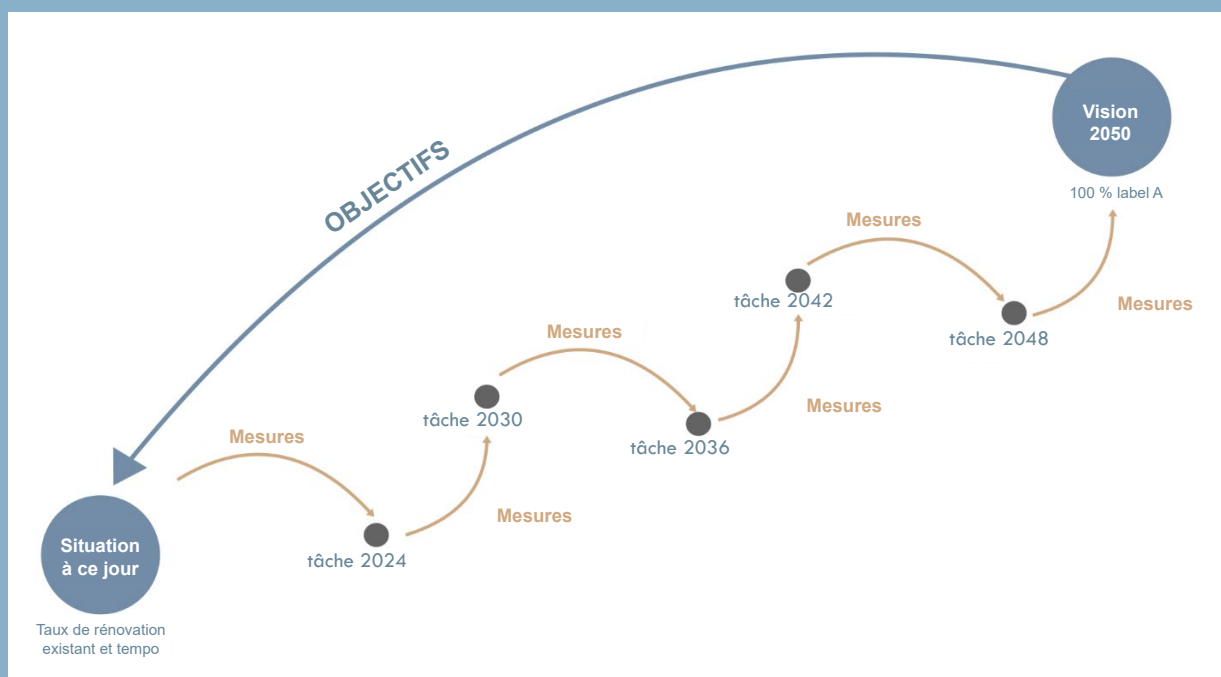 Vision
2050
100 % label A
OBJECTIFS
Mesures
Mesures
tâche 2042
Mesures
tâche 2048
Mesures
tâche 2030
Mesures
tâche 2036
Mesures
Mesures
tâche 2024
Situation
à ce jour
Taux de rénovation
existant et tempo